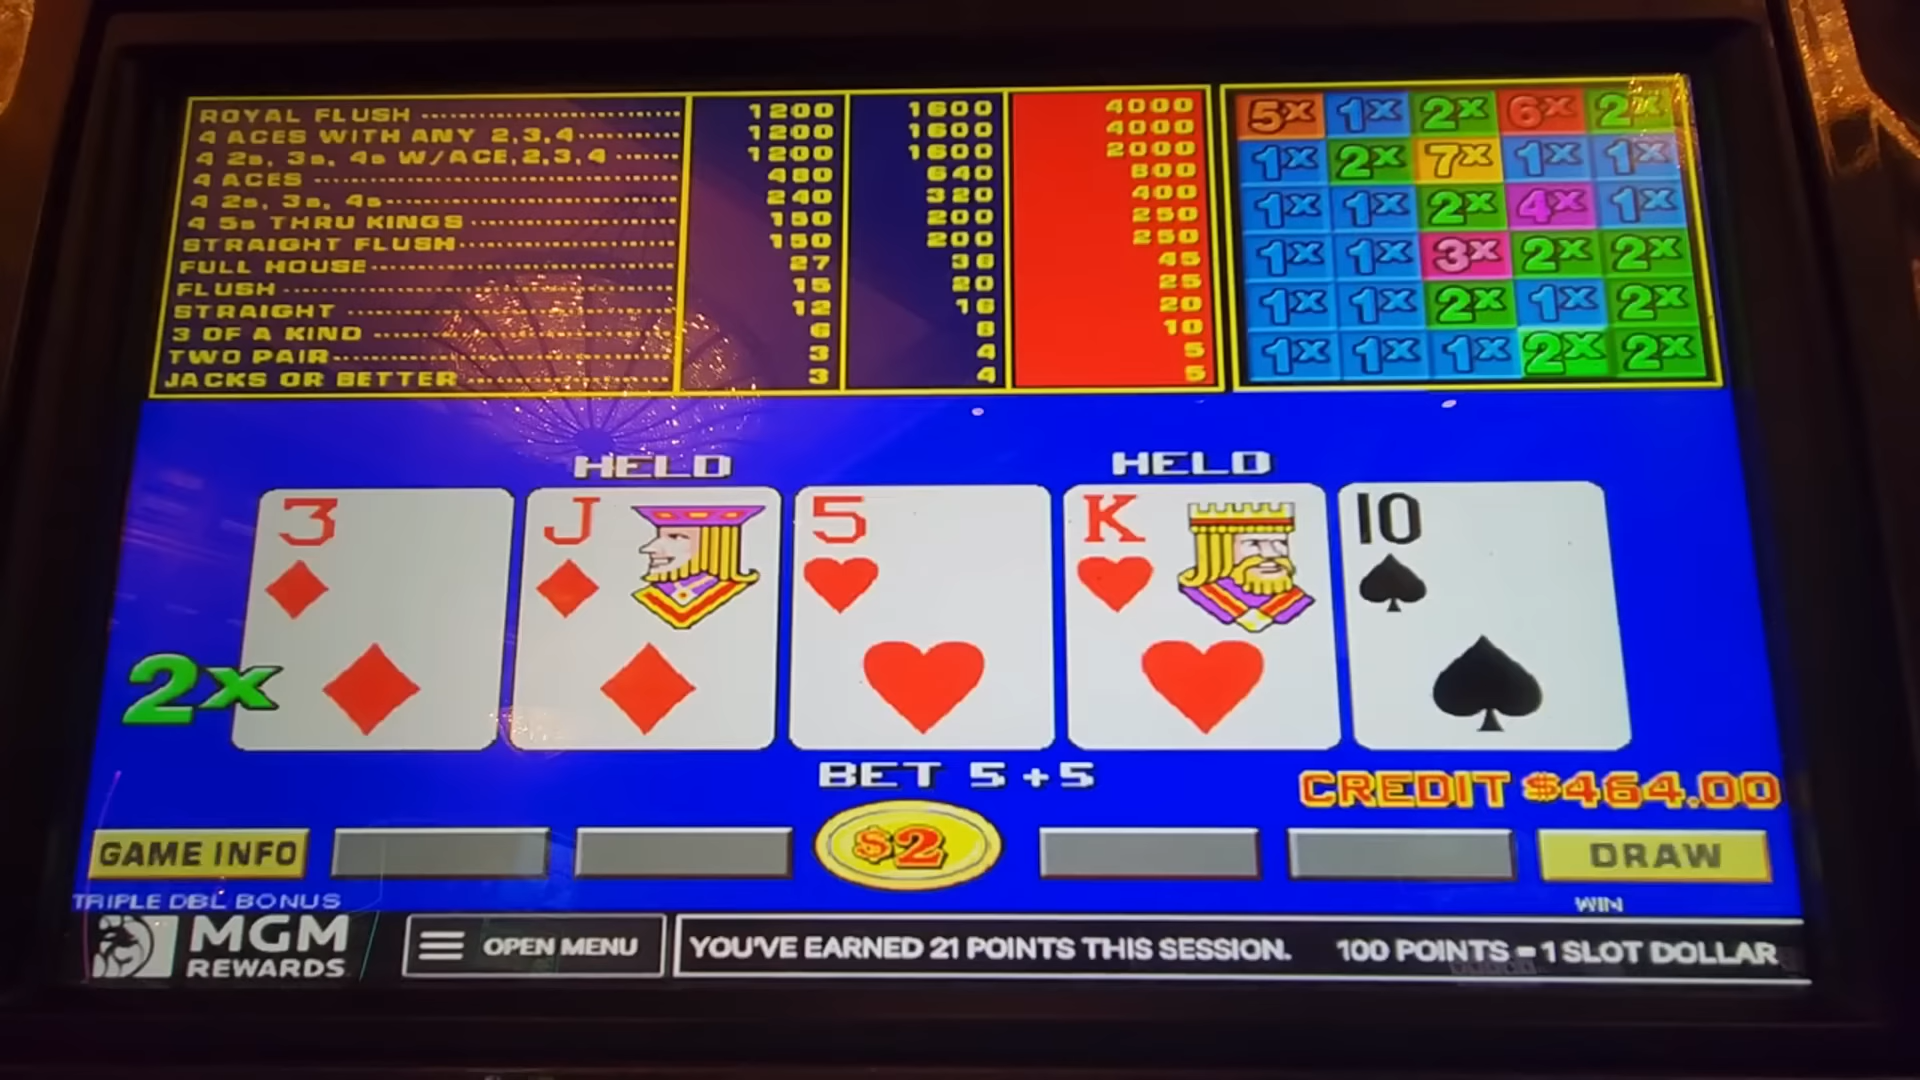 ROYAL FLUSH 1200 1600 4000
4 ACES WITH ANY 2,3,4 1200 1600 4000
4 2s, 3s, 4s W/ACE,2,3,4 1200 1600 2000
4 ACES 480 640 800
4 2s, 3s, 4s 240 320 400
4 5s THRU KINGS 150 200 250
STRAIGHT FLUSH 150 200 250
FULL HOUSE 27 36 45
FLUSH 15 20 25
STRAIGHT 12 16 20
3 OF A KIND 6 8 10
TWO PAIR 3 4 5
JACKS OR BETTER 3 4 5
5x 1x 2x 6x 2x
1x 2x 7x 1x 1x
1x 1x 2x 4x 1x
1x 1x 3x 2x 2x
1x 1x 2x 1x 2x
1x 1x 1x 2x 2x
HELD HELD
3 J 5 K 10
2x
BET 5+5
CREDIT $464.00
GAME INFO $2 DRAW
TRIPLE DBL BONUS WIN
MGM
REWARDS
OPEN MENU
YOU'VE EARNED 21 POINTS THIS SESSION. 100 POINTS = 1 SLOT DOLLAR